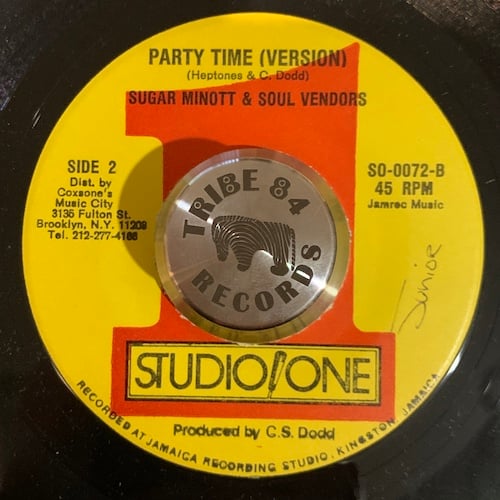 PARTY TIME (VERSION)
(Heptones & C. Dodd)
SUGAR MINOTT & SOUL VENDORS
SIDE 2
Dist. by
Coxsone's
Music City
3135 Fulton St.
Brooklyn, N.Y. 11208
Tel. 212-277-4166
SO-0072-B
45 RPM
Jamrec Music
TRIBE 84
RECORDS
Junior
1
STUDIO ONE
Produced by C.S. Dodd
RECORDED AT JAMAICA RECORDING STUDIO, KINGSTON, JAMAICA